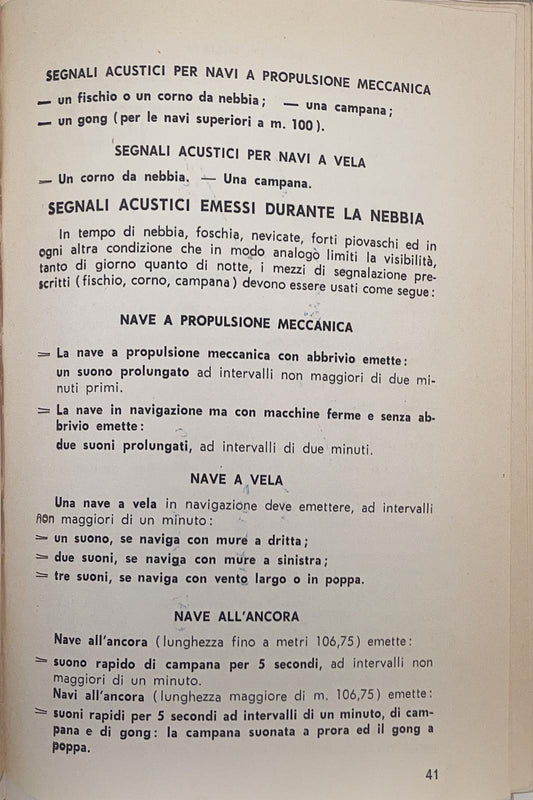 SEGNALI ACUSTICI PER NAVI A PROPULSIONE MECCANICA
— un fischio o un corno da nebbia; — una campana;
— un gong (per le navi superiori a m. 100).
SEGNALI ACUSTICI PER NAVI A VELA
— Un corno da nebbia. — Una campana.
SEGNALI ACUSTICI EMESSI DURANTE LA NEBBIA
In tempo di nebbia, foschia, nevicate, forti piovaschi ed in
ogni altra condizione che in modo analogo limiti la visibilità,
tanto di giorno quanto di notte, i mezzi di segnalazione pre-
scritti (fischio, corno, campana) devono essere usati come segue:
NAVE A PROPULSIONE MECCANICA
= La nave a propulsione meccanica con abbrivio emette:
un suono prolungato ad intervalli non maggiori di due mi-
nuti primi.
= La nave in navigazione ma con macchine ferme e senza ab-
brivio emette:
due suoni prolungati, ad intervalli di due minuti.
NAVE A VELA
Una nave a vela in navigazione deve emettere, ad intervalli
non maggiori di un minuto:
= un suono, se naviga con mure a dritta;
= due suoni, se naviga con mure a sinistra;
= tre suoni, se naviga con vento largo o in poppa.
NAVE ALL'ANCORA
Nave all'ancora (lunghezza fino a metri 106,75) emette:
= suono rapido di campana per 5 secondi, ad intervalli non
maggiori di un minuto.
Navi all'ancora (lunghezza maggiore di m. 106,75) emette:
= suoni rapidi per 5 secondi ad intervalli di un minuto, di cam-
pana e di gong: la campana suonata a prora ed il gong a
poppa.
41